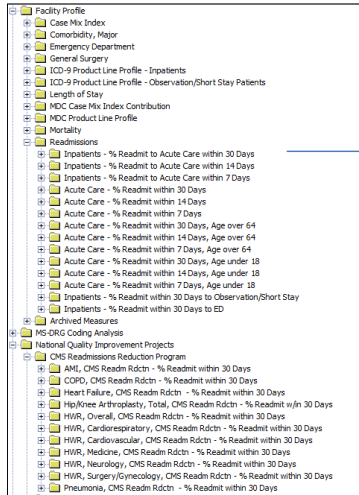 Facility Profile
Case Mix Index
Comorbidity, Major
Emergency Department
General Surgery
ICD-9 Product Line Profile - Inpatients
ICD-9 Product Line Profile - Observation/Short Stay Patients
Length of Stay
MDC Case Mix Index Contribution
MDC Product Line Profile
Mortality
Readmissions
Inpatients - % Readmit to Acute Care within 30 Days
Inpatients - % Readmit to Acute Care within 14 Days
Inpatients - % Readmit to Acute Care within 7 Days
Acute Care - % Readmit within 30 Days
Acute Care - % Readmit within 14 Days
Acute Care - % Readmit within 7 Days
Acute Care - % Readmit within 30 Days, Age over 64
Acute Care - % Readmit within 14 Days, Age over 64
Acute Care - % Readmit within 7 Days, Age over 64
Acute Care - % Readmit within 30 Days, Age under 18
Acute Care - % Readmit within 14 Days, Age under 18
Acute Care - % Readmit within 7 Days, Age under 18
Inpatients - % Readmit within 30 Days to Observation/Short Stay
Inpatients - % Readmit within 30 Days to ED
Archived Measures
MS-DRG Coding Analysis
National Quality Improvement Projects
CMS Readmissions Reduction Program
AMI, CMS Readm Rdctn - % Readmit within 30 Days
COPD, CMS Readm Rdctn - % Readmit within 30 Days
Heart Failure, CMS Readm Rdctn - % Readmit within 30 Days
Hip/Knee Arthroplasty, Total, CMS Readm Rdctn - % Readmit w/in 30 Days
HWR, Overall, CMS Readm Rdctn - % Readmit within 30 Days
HWR, Cardiorespiratory, CMS Readm Rdctn - % Readmit within 30 Days
HWR, Cardiovascular, CMS Readm Rdctn - % Readmit within 30 Days
HWR, Medicine, CMS Readm Rdctn - % Readmit within 30 Days
HWR, Neurology, CMS Readm Rdctn - % Readmit within 30 Days
HWR, Surgery/Gynecology, CMS Readm Rdctn - % Readmit within 30 Days
Pneumonia, CMS Readm Rdctn - % Readmit within 30 Days